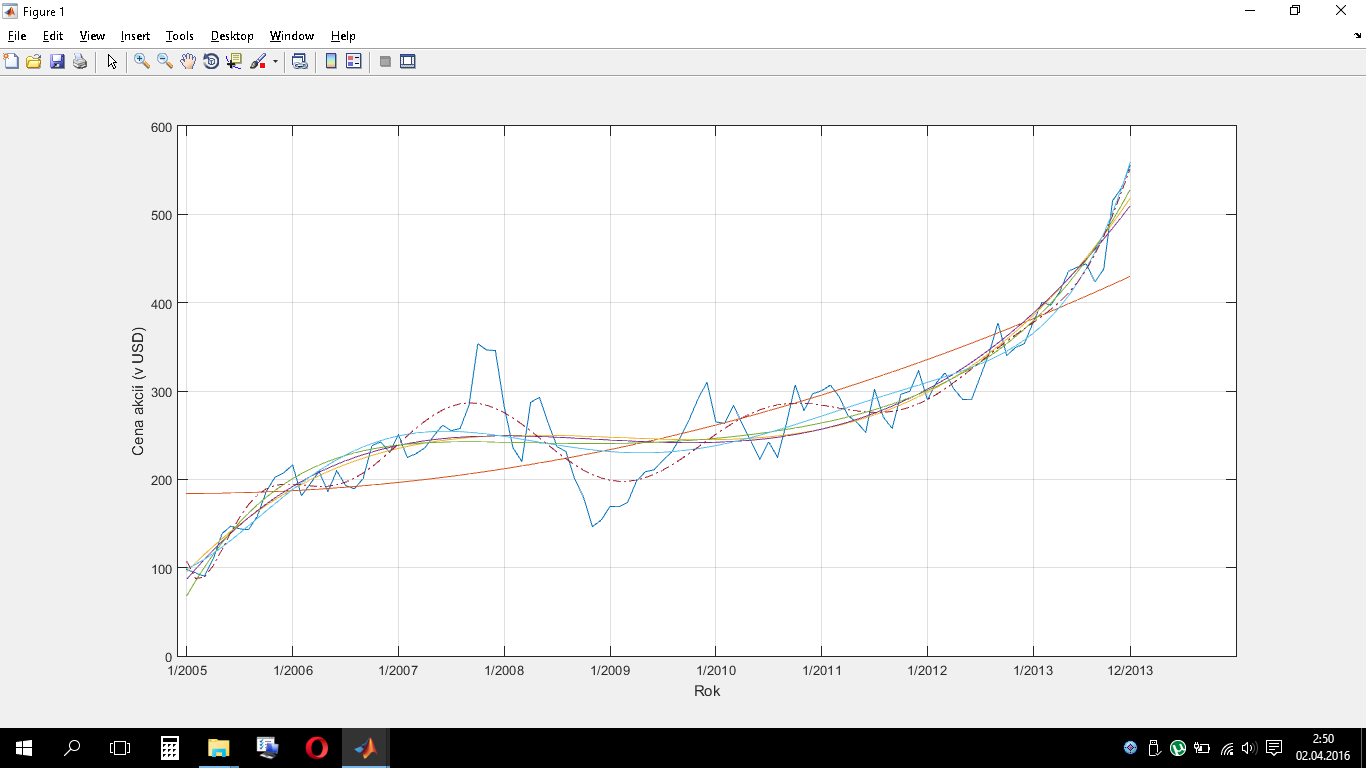 Figure 1
File Edit View Insert Tools Desktop Window Help
600
500
400
300
200
100
0
Cena akcií (v USD)
1/2005 1/2006 1/2007 1/2008 1/2009 1/2010 1/2011 1/2012 1/2013 12/2013
Rok
2:50
02.04.2016